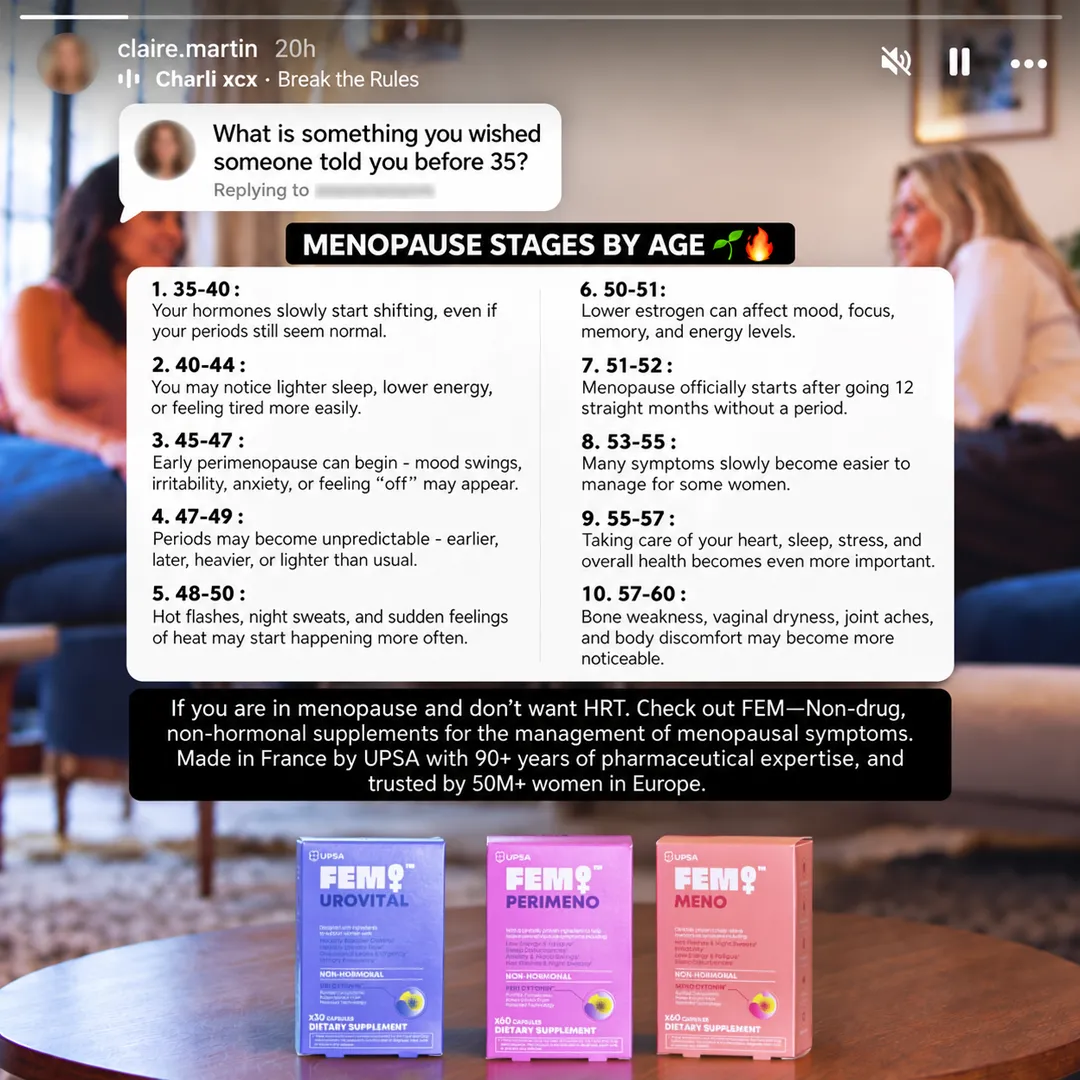 claire.martin 20h
Charli xcx · Break the Rules
What is something you wished
someone told you before 35?
Replying to
MENOPAUSE STAGES BY AGE 🌱🔥
1. 35-40 :
Your hormones slowly start shifting, even if
your periods still seem normal.
2. 40-44 :
You may notice lighter sleep, lower energy,
or feeling tired more easily.
3. 45-47 :
Early perimenopause can begin - mood swings,
irritability, anxiety, or feeling “off” may appear.
4. 47-49 :
Periods may become unpredictable - earlier,
later, heavier, or lighter than usual.
5. 48-50 :
Hot flashes, night sweats, and sudden feelings
of heat may start happening more often.
6. 50-51:
Lower estrogen can affect mood, focus,
memory, and energy levels.
7. 51-52 :
Menopause officially starts after going 12
straight months without a period.
8. 53-55 :
Many symptoms slowly become easier to
manage for some women.
9. 55-57 :
Taking care of your heart, sleep, stress, and
overall health becomes even more important.
10. 57-60 :
Bone weakness, vaginal dryness, joint aches,
and body discomfort may become more
noticeable.
If you are in menopause and don’t want HRT. Check out FEM—Non-drug,
non-hormonal supplements for the management of menopausal symptoms.
Made in France by UPSA with 90+ years of pharmaceutical expertise, and
trusted by 50M+ women in Europe.
UPSA
FEM™
UROVITAL
NON-HORMONAL
X30 CAPSULES
DIETARY SUPPLEMENT
UPSA
FEM™
PERIMENO
NON-HORMONAL
X60 CAPSULES
DIETARY SUPPLEMENT
UPSA
FEM™
MENO
NON-HORMONAL
X60 CAPSULES
DIETARY SUPPLEMENT